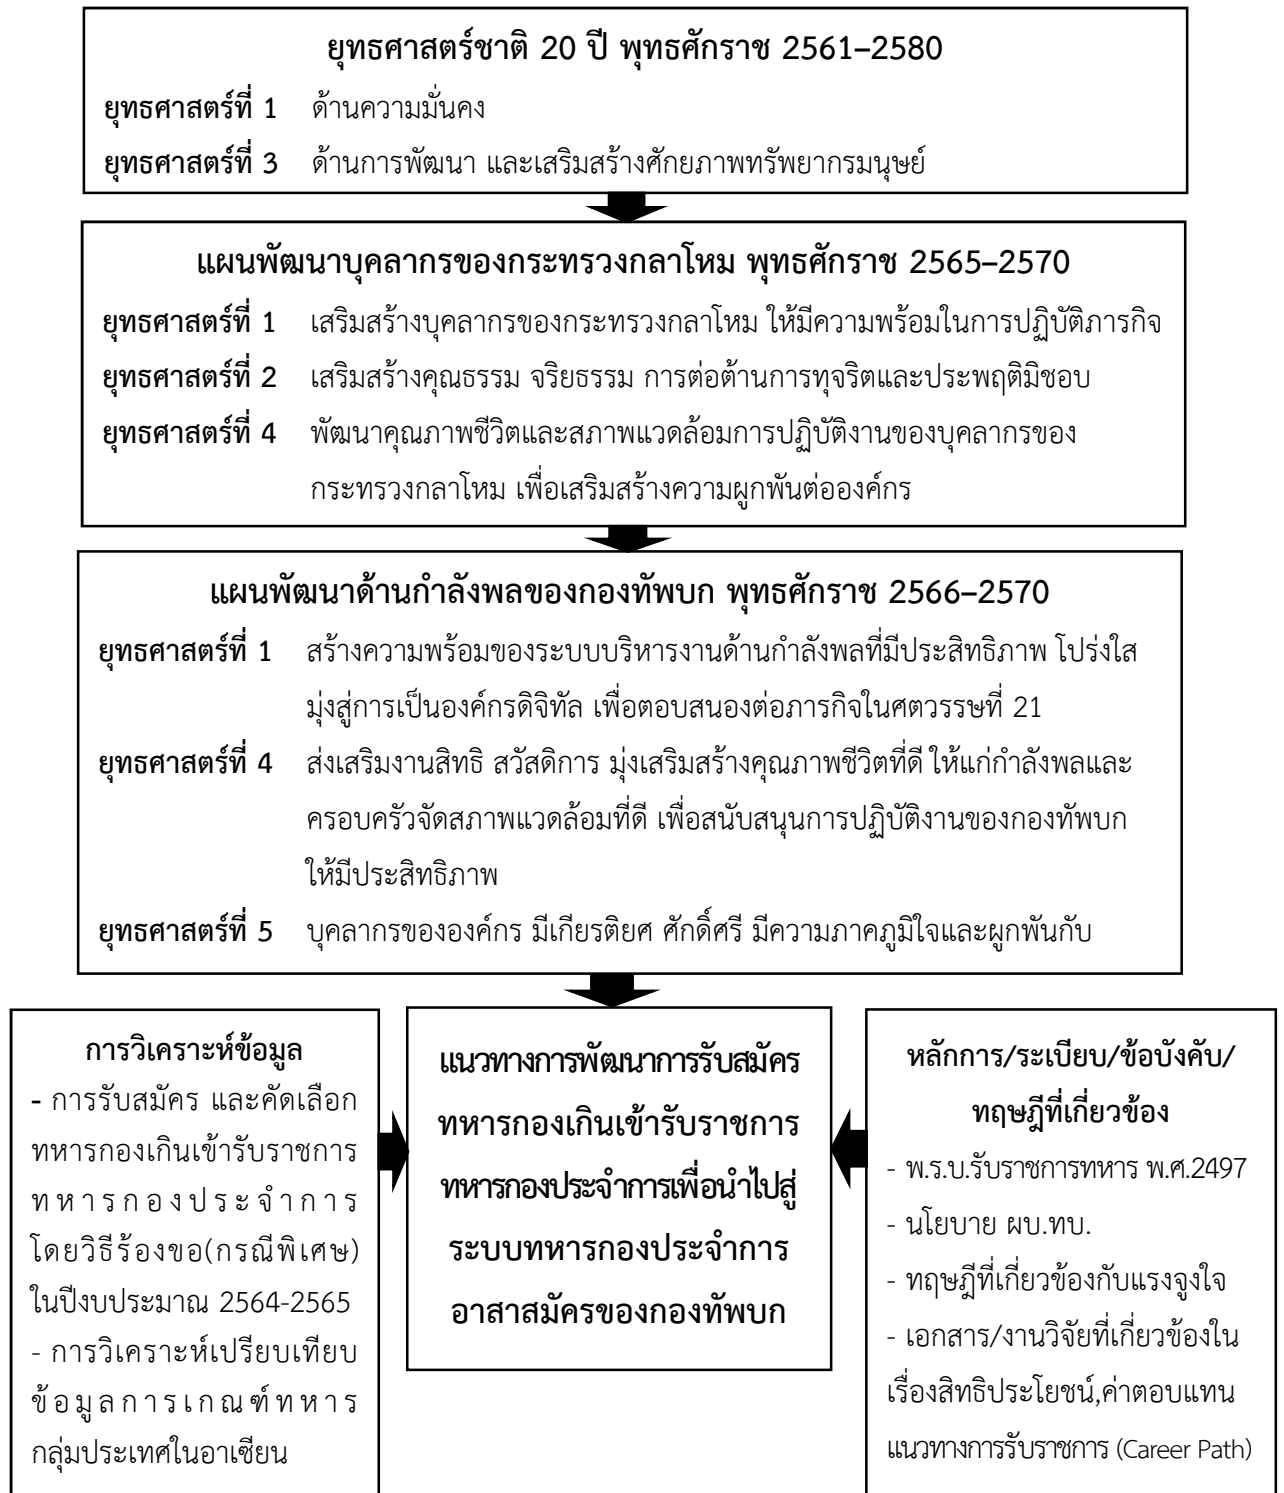 ยุทธศาสตร์ชาติ 20 ปี พุทธศักราช 2561–2580
ยุทธศาสตร์ที่ 1 ด้านความมั่นคง
ยุทธศาสตร์ที่ 3 ด้านการพัฒนา และเสริมสร้างศักยภาพทรัพยากรมนุษย์
แผนพัฒนาบุคลากรของกระทรวงกลาโหม พุทธศักราช 2565–2570
ยุทธศาสตร์ที่ 1 เสริมสร้างบุคลากรของกระทรวงกลาโหม ให้มีความพร้อมในการปฏิบัติภารกิจ
ยุทธศาสตร์ที่ 2 เสริมสร้างคุณธรรม จริยธรรม การต่อต้านการทุจริตและประพฤติมิชอบ
ยุทธศาสตร์ที่ 4 พัฒนาคุณภาพชีวิตและสภาพแวดล้อมการปฏิบัติงานของบุคลากรของ
กระทรวงกลาโหม เพื่อเสริมสร้างความผูกพันต่อองค์กร
แผนพัฒนาด้านกำลังพลของกองทัพบก พุทธศักราช 2566–2570
ยุทธศาสตร์ที่ 1 สร้างความพร้อมของระบบบริหารงานด้านกำลังพลที่มีประสิทธิภาพ โปร่งใส
มุ่งสู่การเป็นองค์กรดิจิทัล เพื่อตอบสนองต่อภารกิจในศตวรรษที่ 21
ยุทธศาสตร์ที่ 4 ส่งเสริมงานสิทธิ สวัสดิการ มุ่งเสริมสร้างคุณภาพชีวิตที่ดี ให้แก่กำลังพลและ
ครอบครัวจัดสภาพแวดล้อมที่ดี เพื่อสนับสนุนการปฏิบัติงานของกองทัพบก
ให้มีประสิทธิภาพ
ยุทธศาสตร์ที่ 5 บุคลากรขององค์กร มีเกียรติยศ ศักดิ์ศรี มีความภาคภูมิใจและผูกพันกับ
การวิเคราะห์ข้อมูล
- การรับสมัคร และคัดเลือก
ทหารกองเกินเข้ารับราชการ
ทหารกองประจำการ
โดยวิธีร้องขอ(กรณีพิเศษ)
ในปีงบประมาณ 2564-2565
- การวิเคราะห์เปรียบเทียบ
ข้อมูลการเกณฑ์ทหาร
กลุ่มประเทศในอาเซียน
แนวทางการพัฒนาการรับสมัคร
ทหารกองเกินเข้ารับราชการ
ทหารกองประจำการเพื่อนำไปสู่
ระบบทหารกองประจำการ
อาสาสมัครของกองทัพบก
หลักการ/ระเบียบ/ข้อบังคับ/
ทฤษฎีที่เกี่ยวข้อง
- พ.ร.บ.รับราชการทหาร พ.ศ.2497
- นโยบาย ผบ.ทบ.
- ทฤษฎีที่เกี่ยวข้องกับแรงจูงใจ
- เอกสาร/งานวิจัยที่เกี่ยวข้องใน
เรื่องสิทธิประโยชน์,ค่าตอบแทน
แนวทางการรับราชการ (Career Path)